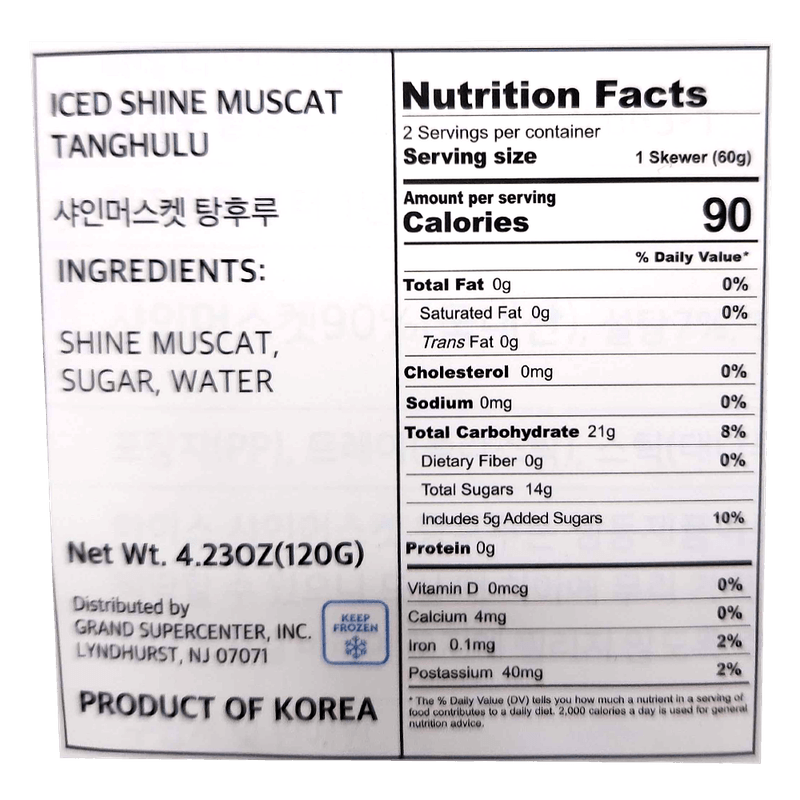 ICED SHINE MUSCAT
TANGHULU
샤인머스켓 탕후루
INGREDIENTS:
SHINE MUSCAT,
SUGAR, WATER
Net Wt. 4.23OZ(120G)
Distributed by
GRAND SUPERCENTER, INC.
LYNDHURST, NJ 07071
KEEP
FROZEN
PRODUCT OF KOREA
Nutrition Facts
2 Servings per container
Serving size 1 Skewer (60g)
Amount per serving
Calories 90
% Daily Value*
Total Fat 0g 0%
Saturated Fat 0g 0%
Trans Fat 0g
Cholesterol 0mg 0%
Sodium 0mg 0%
Total Carbohydrate 21g 8%
Dietary Fiber 0g 0%
Total Sugars 14g
Includes 5g Added Sugars 10%
Protein 0g
Vitamin D 0mcg 0%
Calcium 4mg 0%
Iron 0.1mg 2%
Postassium 40mg 2%
* The % Daily Value (DV) tells you how much a nutrient in a serving of
food contributes to a daily diet. 2,000 calories a day is used for general
nutrition advice.